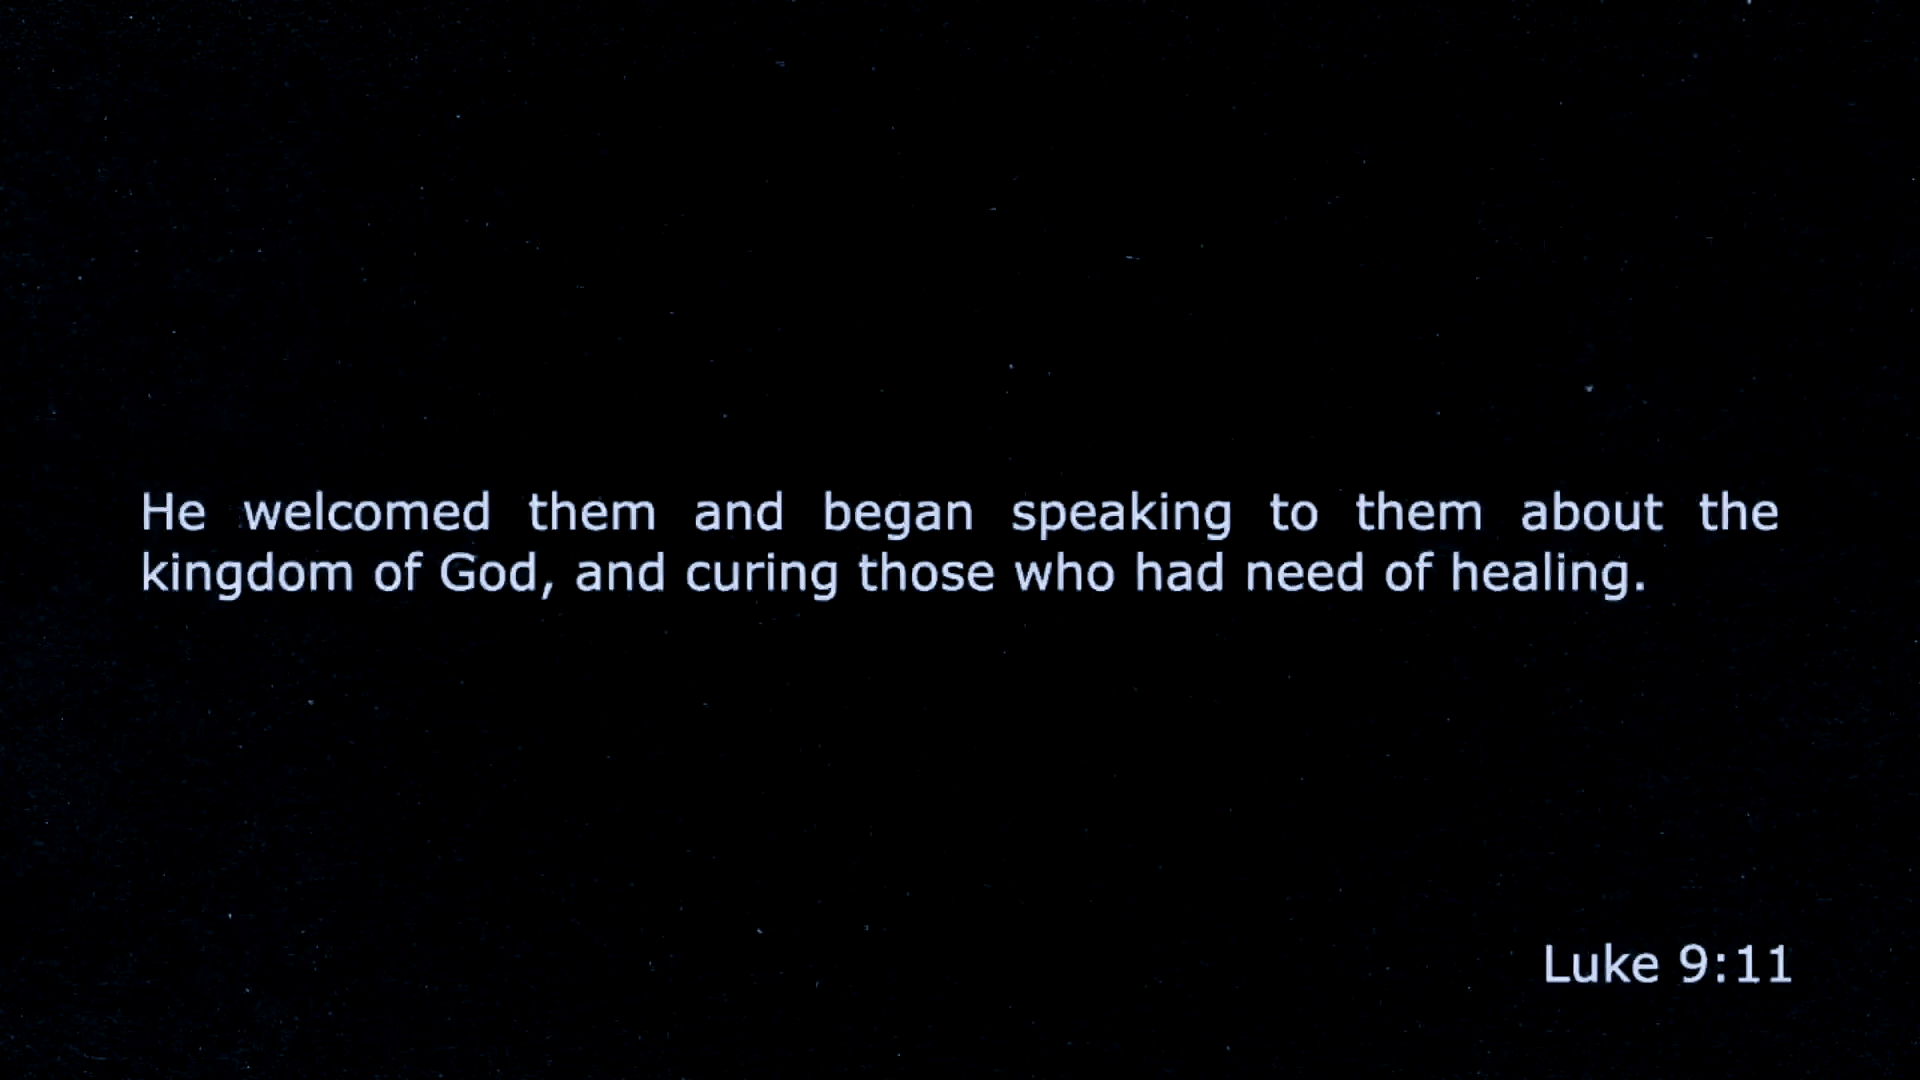 He welcomed them and began speaking to them about the
kingdom of God, and curing those who had need of healing.
Luke 9:11